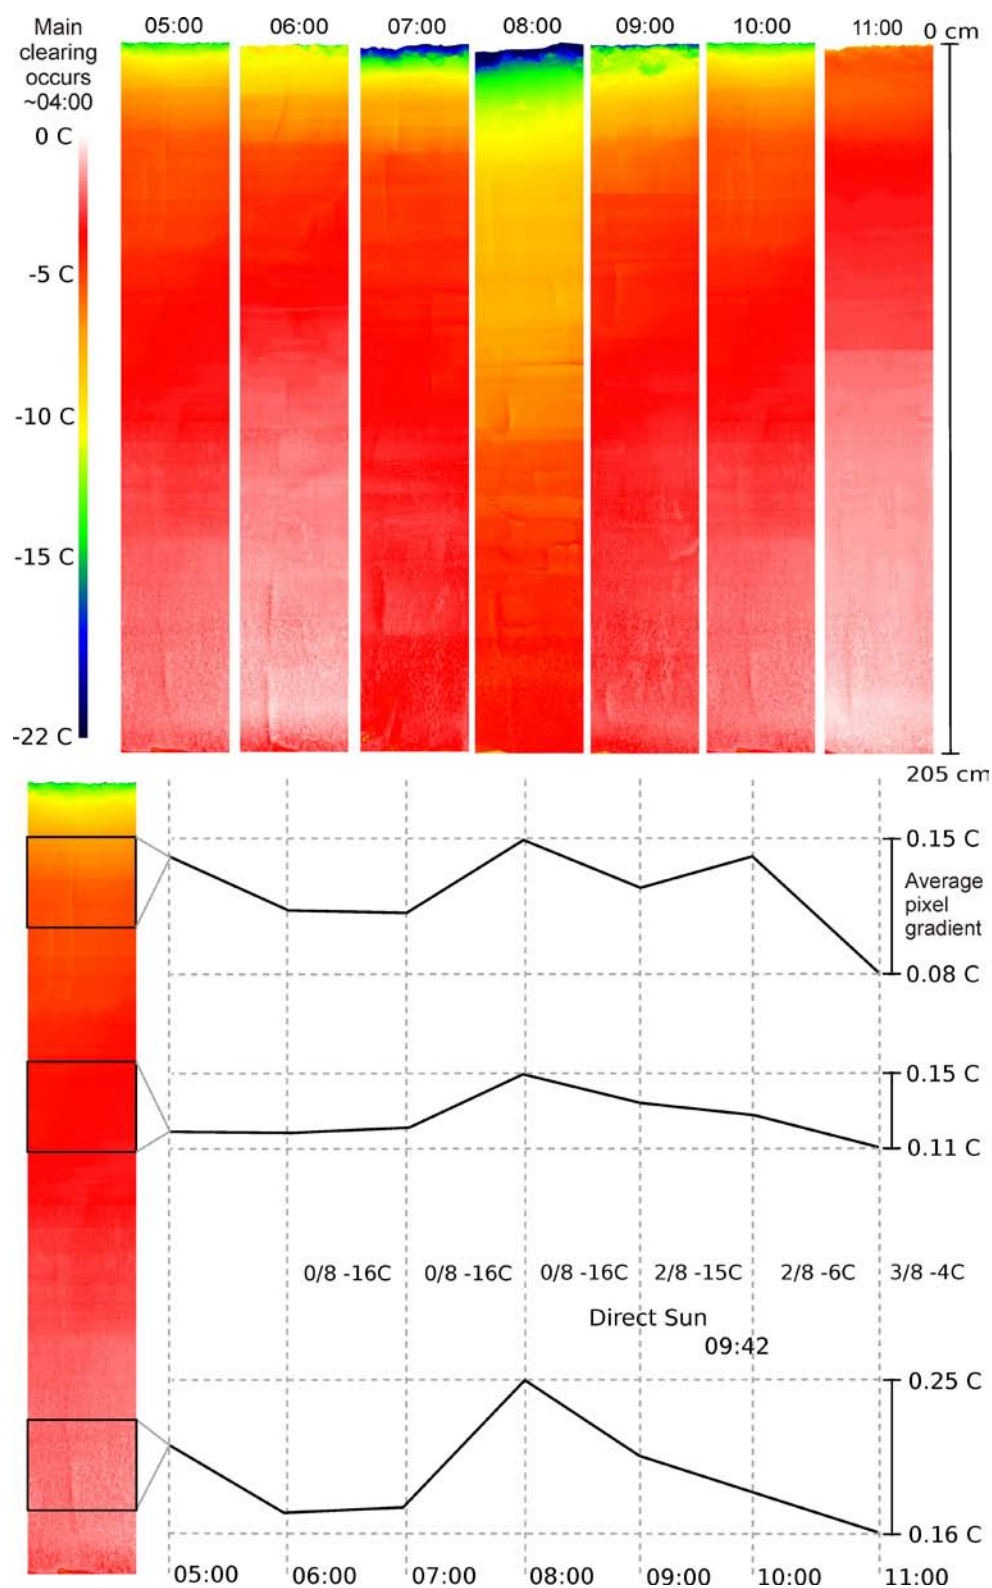 Main
clearing
occurs
~04:00
05:00 06:00 07:00 08:00 09:00 10:00 11:00
0 cm
0 C
-5 C
-10 C
-15 C
-22 C
205 cm
0.15 C
Average
pixel
gradient
0.08 C
0.15 C
0.11 C
0/8 -16C 0/8 -16C 0/8 -16C 2/8 -15C 2/8 -6C 3/8 -4C
Direct Sun
09:42
0.25 C
0.16 C
05:00 06:00 07:00 08:00 09:00 10:00 11:00